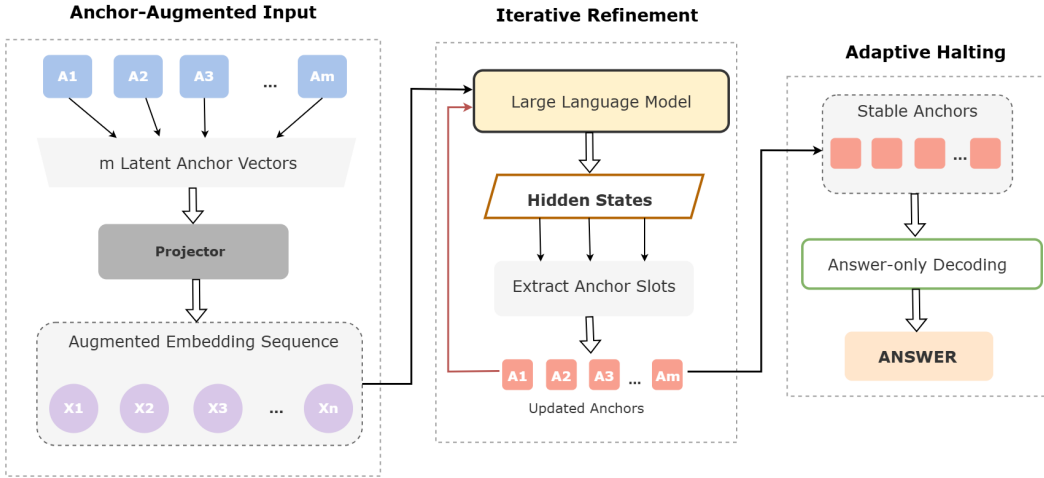 Anchor-Augmented Input
A1 A2 A3 ... Am
m Latent Anchor Vectors
Projector
Augmented Embedding Sequence
X1 X2 X3 ... Xn
Iterative Refinement
Large Language Model
Hidden States
Extract Anchor Slots
A1 A2 A3 ... Am
Updated Anchors
Adaptive Halting
Stable Anchors
...
Answer-only Decoding
ANSWER